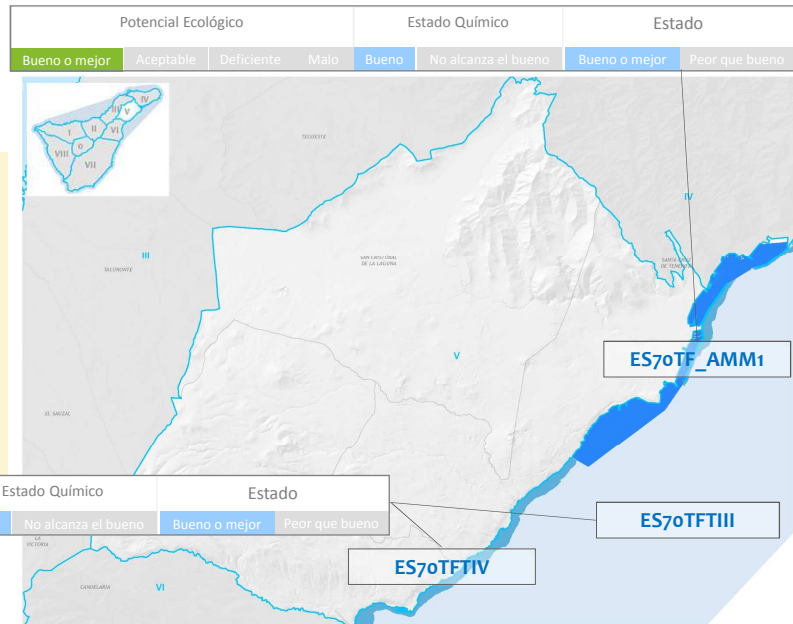 Potencial Ecológico Estado Químico Estado
Bueno o mejor Aceptable Deficiente Malo Bueno No alcanza el bueno Bueno o mejor Peor que bueno
I II III IV V VI VII VIII 0
TEGUESTE
IV
III
SAN CRISTÓBAL
DE LA LAGUNA
SANTA CRUZ
DE TENERIFE
TACORONTE
V
ES70TF_AMM1
EL SAUZAL
Estado Químico Estado
No alcanza el bueno Bueno o mejor Peor que bueno
ES70TFTIII
LA
VICTORIA
ES70TFTIV
CANDELARIA
VI